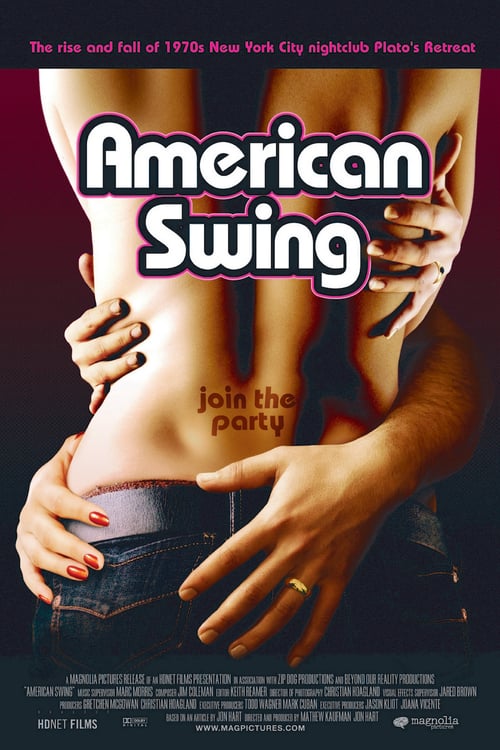 The rise and fall of 1970s New York City nightclub Plato's Retreat
American
Swing
join the
party
A MAGNOLIA PICTURES RELEASE OF AN HDNET FILMS PRESENTATION IN ASSOCIATION WITH ZIP DOG PRODUCTIONS AND BEYOND OUR REALITY PRODUCTIONS
"AMERICAN SWING" MUSIC SUPERVISOR MARC MORRIS COMPOSER JIM COLEMAN EDITOR KEITH REAMER DIRECTOR OF PHOTOGRAPHY CHRISTIAN HOAGLAND VISUAL EFFECTS SUPERVISOR JARED BROWN
PRODUCERS GRETCHEN MCGOWAN CHRISTIAN HOAGLAND EXECUTIVE PRODUCERS TODD WAGNER MARK CUBAN EXECUTIVE PRODUCERS JASON KLIOT JOANA VICENTE
BASED ON AN ARTICLE BY JON HART DIRECTED AND PRODUCED BY MATHEW KAUFMAN JON HART
HDNET FILMS
DOLBY
DIGITAL
WWW.MAGPICTURES.COM
magnolia
pictures